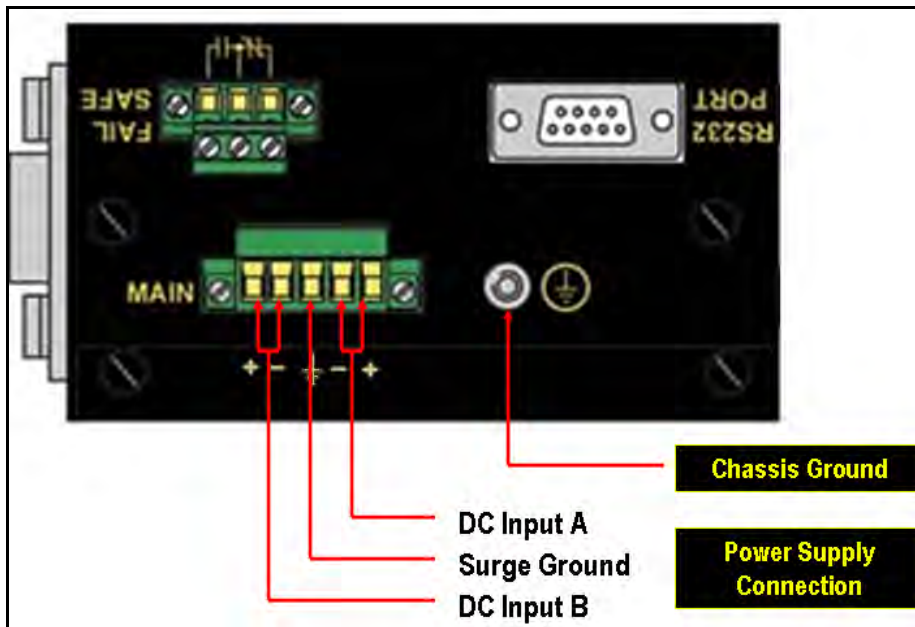 SAFE
FAIL
RS232
PORT
MAIN
+ − ⏚ − +
Chassis Ground
DC Input A
Surge Ground
DC Input B
Power Supply
Connection